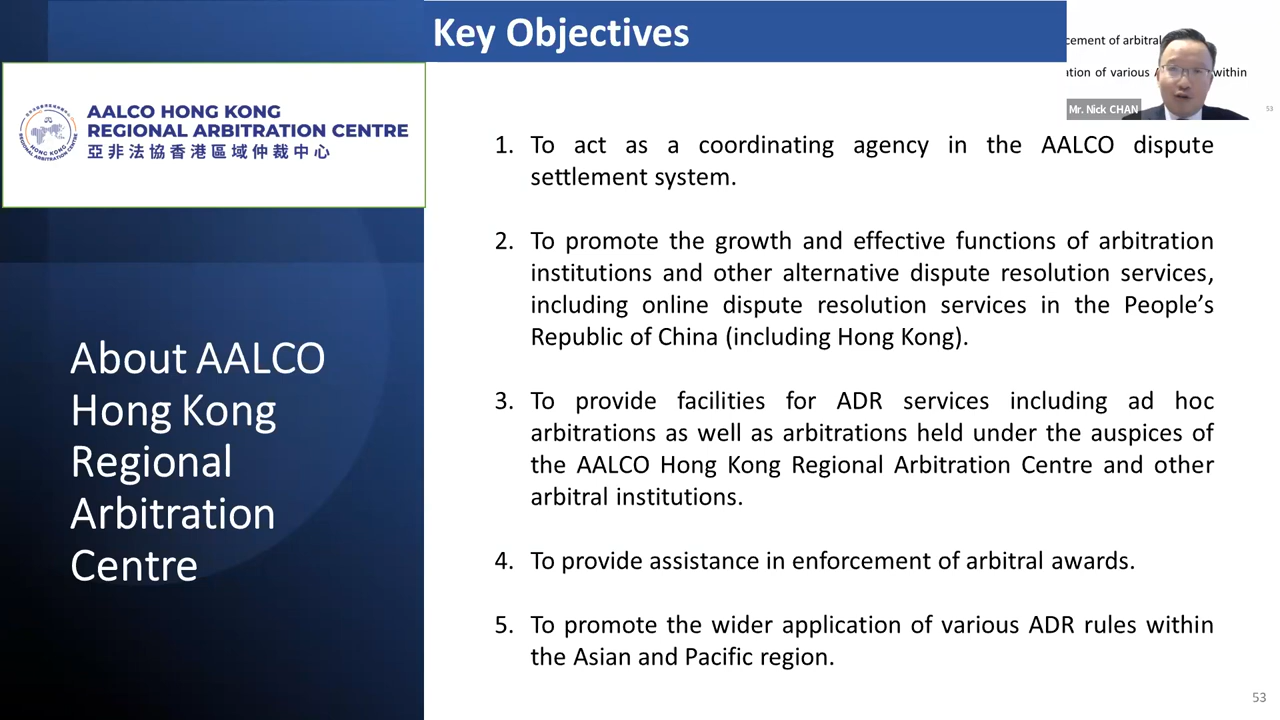 Key Objectives
cement of arbitral
ation of various A within
Mr. Nick CHAN
53
AALCO HONG KONG
REGIONAL ARBITRATION CENTRE
亞非法協香港區域仲裁中心
HONG KONG
About AALCO
Hong Kong
Regional
Arbitration
Centre
1. To act as a coordinating agency in the AALCO dispute
settlement system.
2. To promote the growth and effective functions of arbitration
institutions and other alternative dispute resolution services,
including online dispute resolution services in the People’s
Republic of China (including Hong Kong).
3. To provide facilities for ADR services including ad hoc
arbitrations as well as arbitrations held under the auspices of
the AALCO Hong Kong Regional Arbitration Centre and other
arbitral institutions.
4. To provide assistance in enforcement of arbitral awards.
5. To promote the wider application of various ADR rules within
the Asian and Pacific region.
53